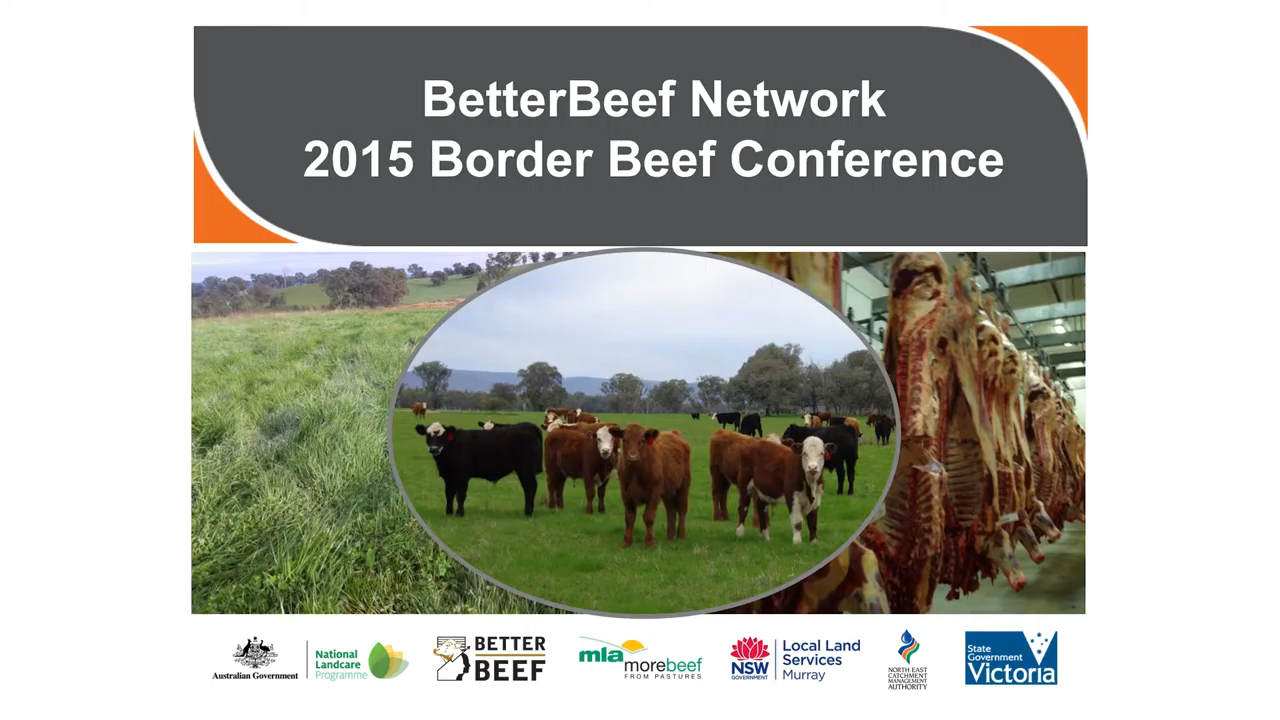 BetterBeef Network
2015 Border Beef Conference
Australian Government
National
Landcare
Programme
BETTER
BEEF
mla
morebeef
FROM PASTURES
NSW
GOVERNMENT
Local Land
Services
Murray
NORTH EAST
CATCHMENT
MANAGEMENT
AUTHORITY
State
Government
Victoria